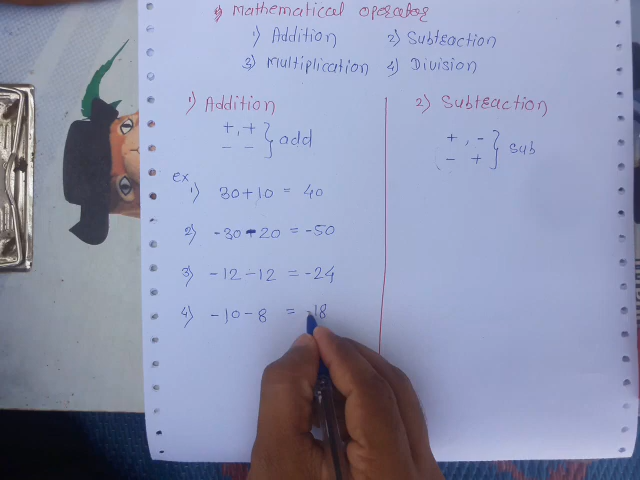 Mathematical operator
1) Addition 2) Subtraction
3) Multiplication 4) Division
1) Addition
+, + } add
- -
ex
1) 30+10 = 40
2) -30-20 = -50
3) -12-12 = -24
4) -10-8 = -18
2) Subtraction
+, - } Sub
- +